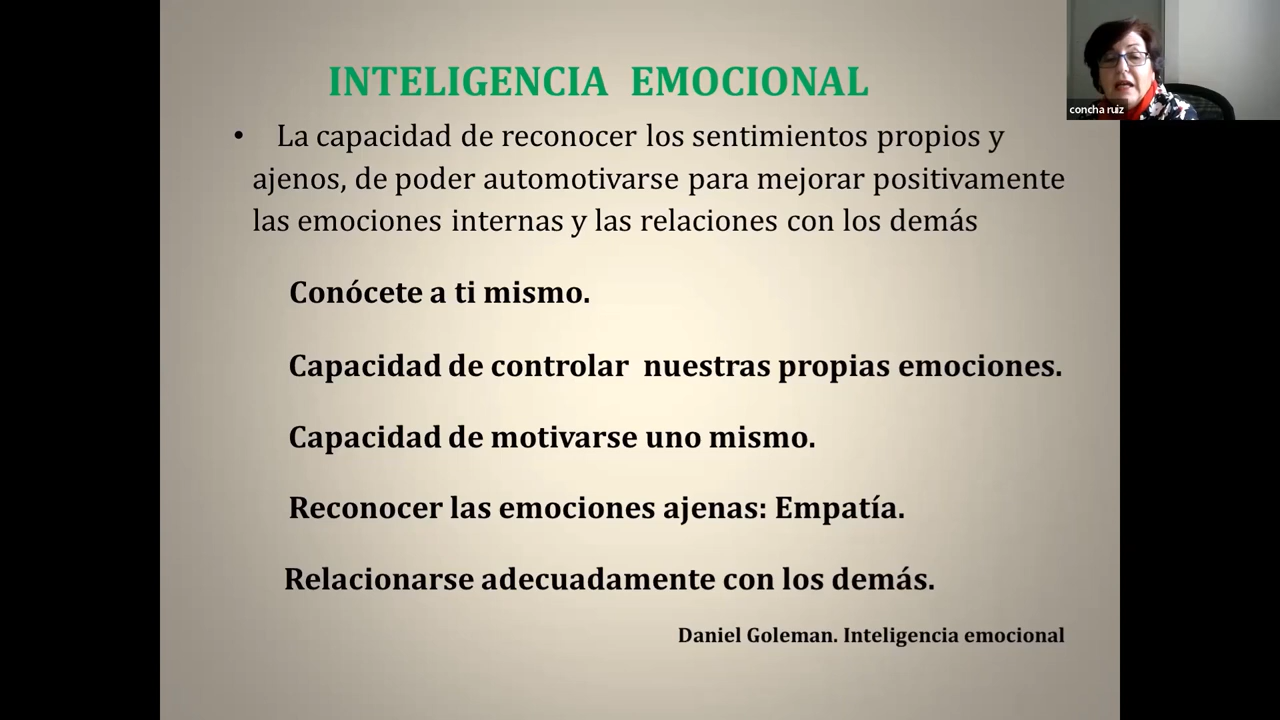 INTELIGENCIA EMOCIONAL
concha ruiz
• La capacidad de reconocer los sentimientos propios y
ajenos, de poder automotivarse para mejorar positivamente
las emociones internas y las relaciones con los demás
Conócete a ti mismo.
Capacidad de controlar nuestras propias emociones.
Capacidad de motivarse uno mismo.
Reconocer las emociones ajenas: Empatía.
Relacionarse adecuadamente con los demás.
Daniel Goleman. Inteligencia emocional